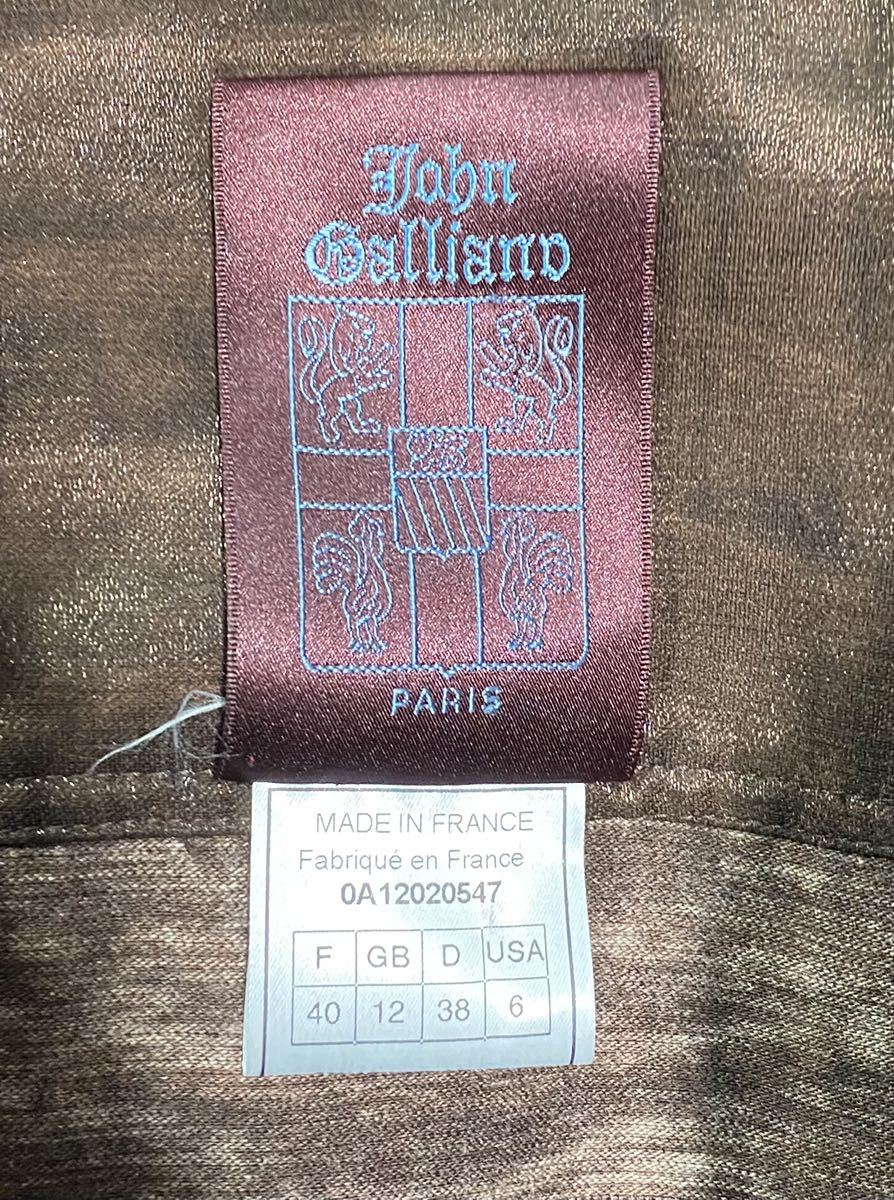 John
Galliano
PARIS
MADE IN FRANCE
Fabriqué en France
0A12020547
F GB D USA
40 12 38 6